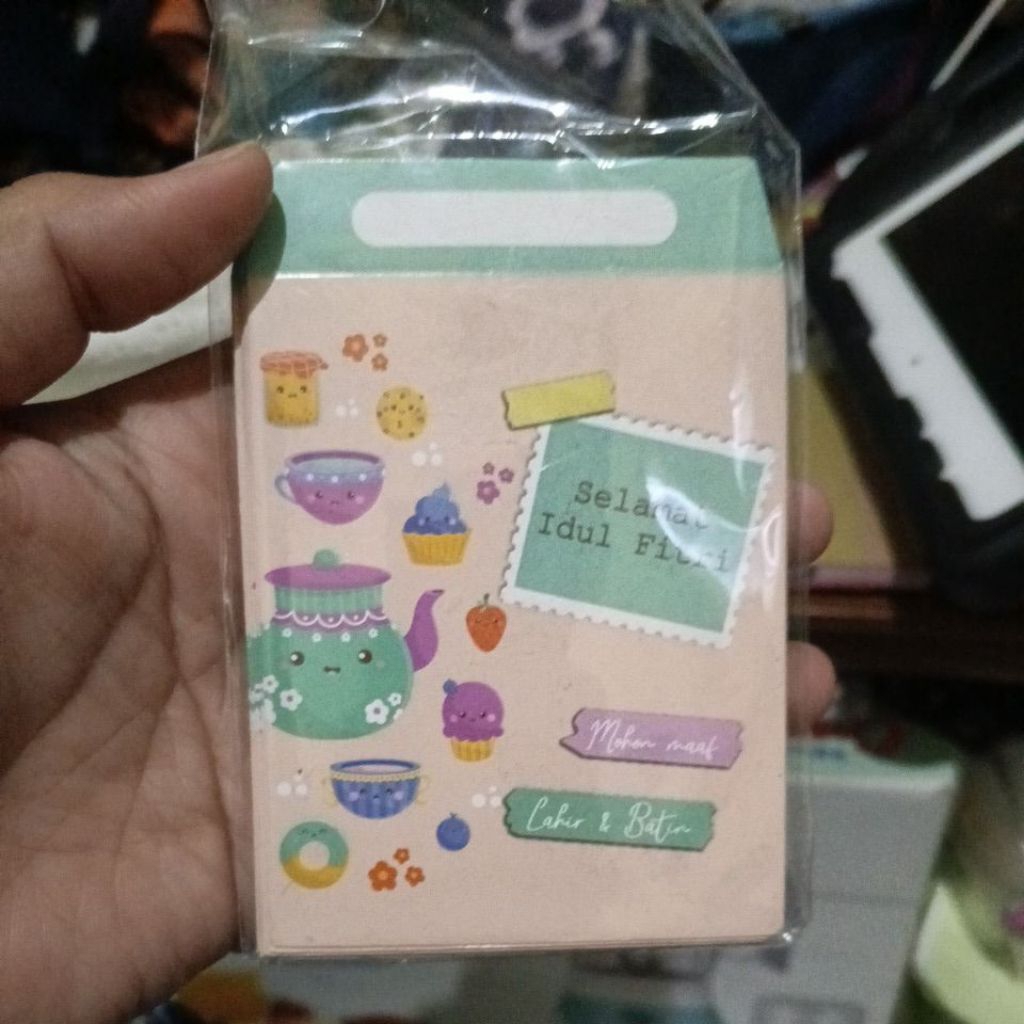 Selamat
Idul Fitri
Mohon maaf
Lahir & Batin